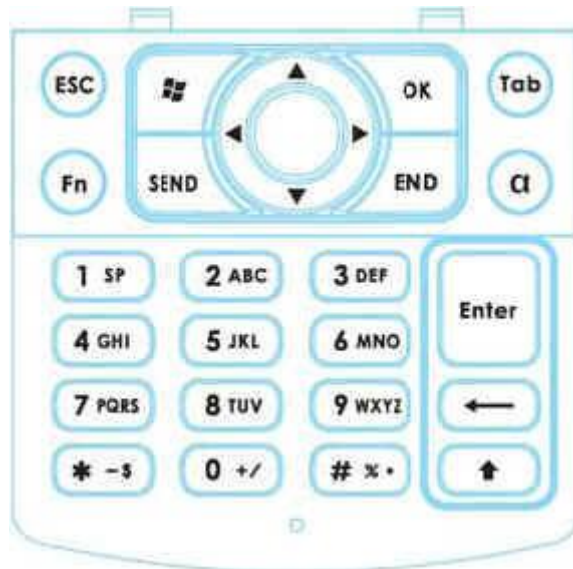 ESC OK Tab
Fn SEND END α
1 SP 2 ABC 3 DEF
Enter
4 GHI 5 JKL 6 MNO
7 PQRS 8 TUV 9 WXYZ ←
* - $ 0 + / # % •